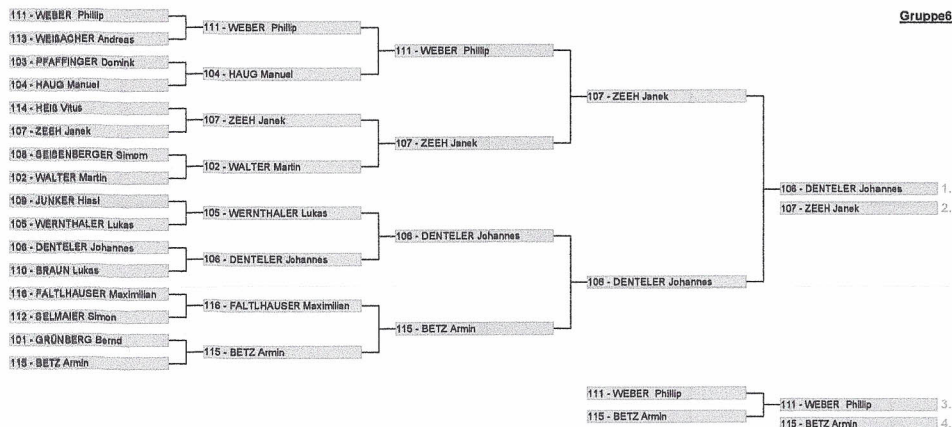 Gruppe6
111 - WEBER Phillip
113 - WEIßACHER Andreas
103 - PFAFFINGER Domink
104 - HAUG Manuel
114 - HEIß Vitus
107 - ZEEH Janek
108 - SEIßENBERGER Simom
102 - WALTER Martin
109 - JUNKER Hiasl
105 - WERNTHALER Lukas
106 - DENTELER Johannes
110 - BRAUN Lukas
116 - FALTLHAUSER Maximilian
112 - SELMAIER Simon
101 - GRÜNBERG Bernd
115 - BETZ Armin
111 - WEBER Phillip
104 - HAUG Manuel
107 - ZEEH Janek
102 - WALTER Martin
105 - WERNTHALER Lukas
106 - DENTELER Johannes
116 - FALTLHAUSER Maximilian
115 - BETZ Armin
111 - WEBER Phillip
107 - ZEEH Janek
106 - DENTELER Johannes
115 - BETZ Armin
107 - ZEEH Janek
106 - DENTELER Johannes
106 - DENTELER Johannes 1.
107 - ZEEH Janek 2.
111 - WEBER Phillip
115 - BETZ Armin
111 - WEBER Phillip 3.
115 - BETZ Armin 4.